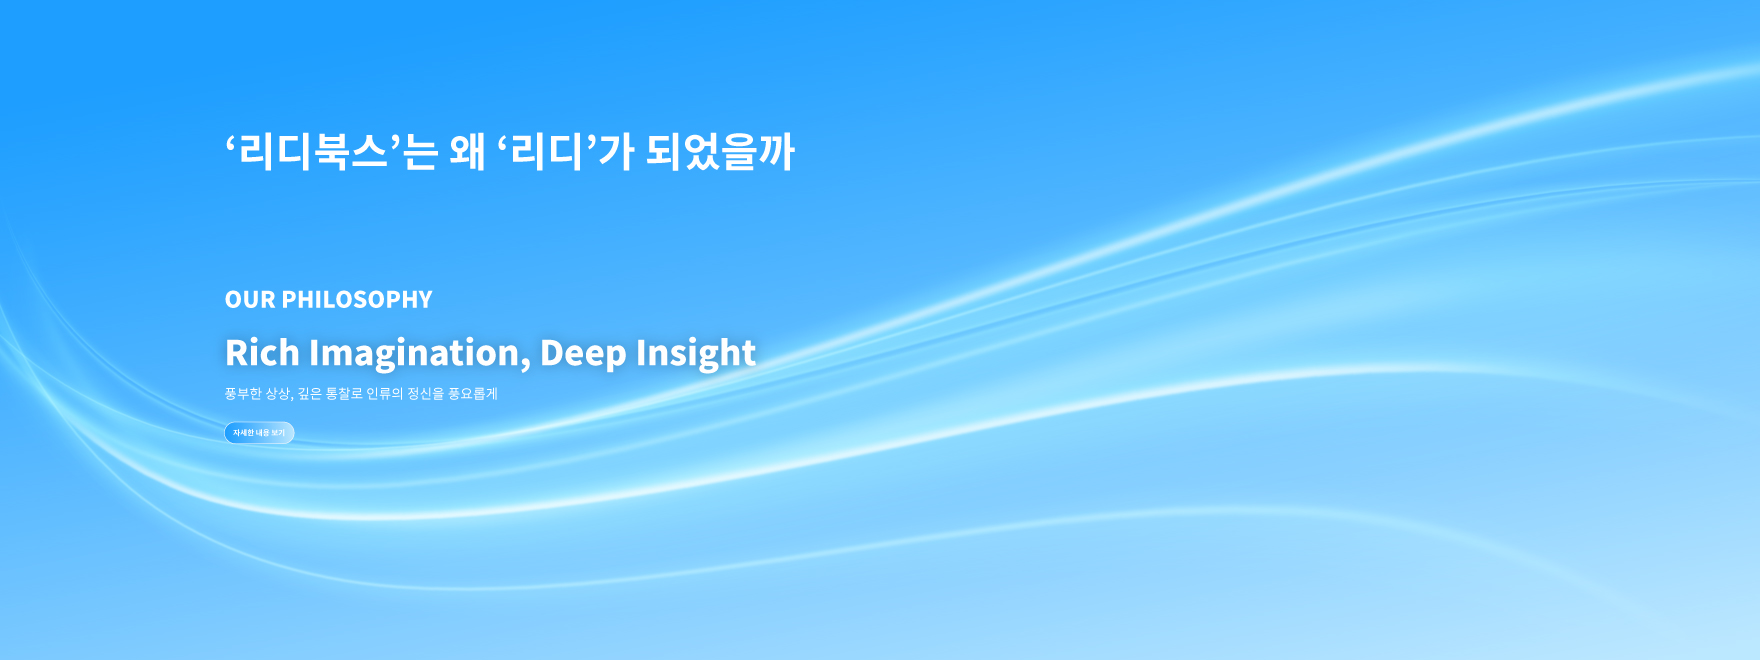 ‘리디북스’는 왜 ‘리디’가 되었을까
OUR PHILOSOPHY
Rich Imagination, Deep Insight
풍부한 상상, 깊은 통찰로 인류의 정신을 풍요롭게
자세한 내용 보기